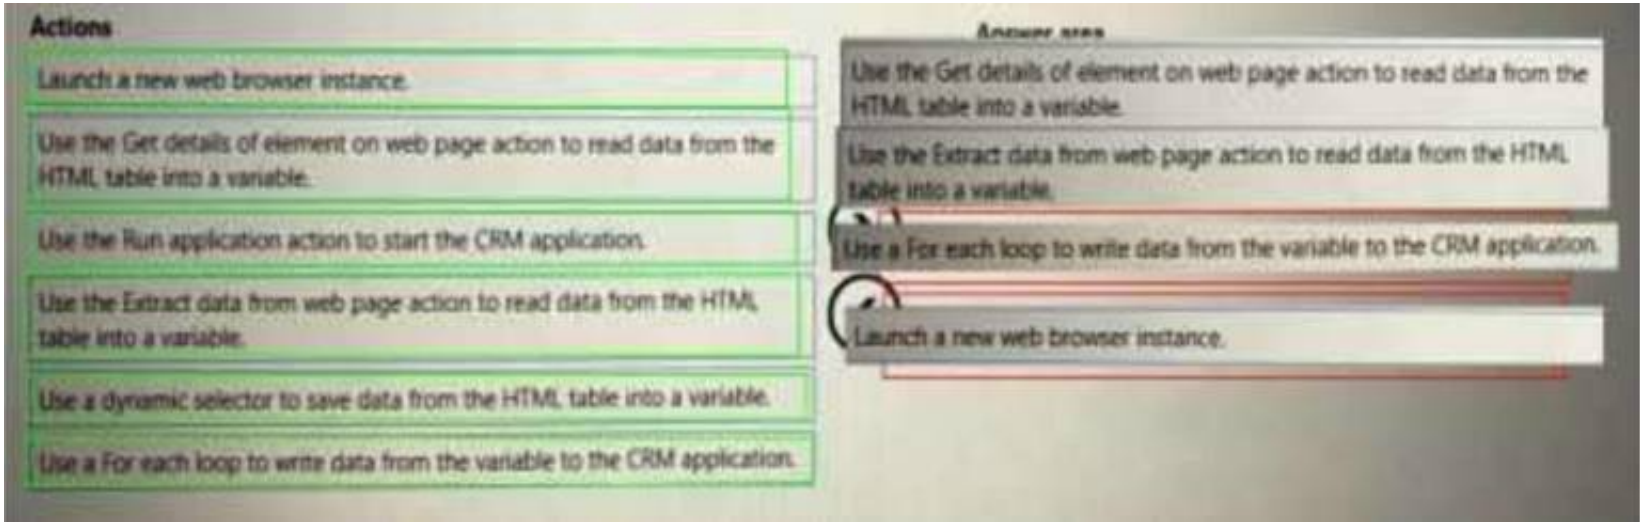 Actions
Launch a new web browser instance.
Use the Get details of element on web page action to read data from the
HTML table into a variable.
Use the Run application action to start the CRM application.
Use the Extract data from web page action to read data from the HTML
table into a variable.
Use a dynamic selector to save data from the HTML table into a variable.
Use a For each loop to write data from the variable to the CRM application.
Answer area
Use the Get details of element on web page action to read data from the
HTML table into a variable.
Use the Extract data from web page action to read data from the HTML
table into a variable.
Use a For each loop to write data from the variable to the CRM application.
Launch a new web browser instance.